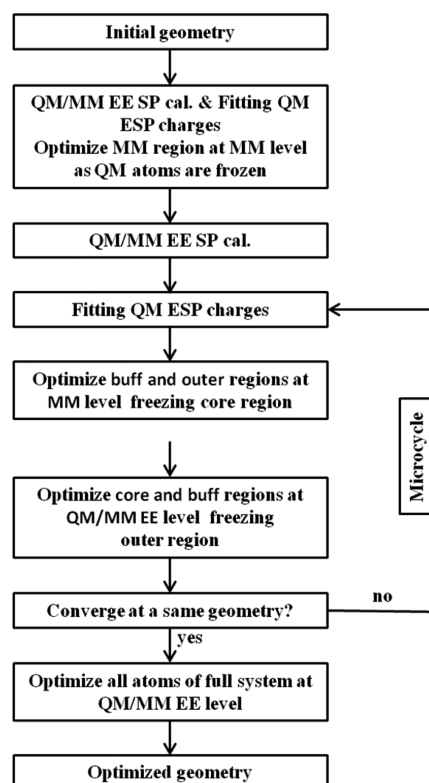 Initial geometry
QM/MM EE SP cal. & Fitting QM
ESP charges
Optimize MM region at MM level
as QM atoms are frozen
QM/MM EE SP cal.
Fitting QM ESP charges
Optimize buff and outer regions at
MM level freezing core region
Microcycle
Optimize core and buff regions at
QM/MM EE level freezing
outer region
Converge at a same geometry?
no
yes
Optimize all atoms of full system at
QM/MM EE level
Optimized geometry